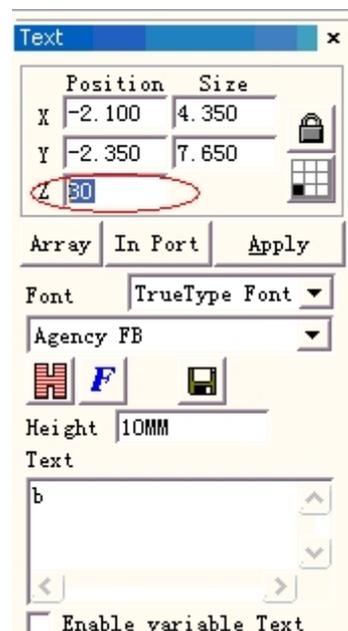 Text
Position Size
X -2.100 4.350
Y -2.350 7.650
Z 30
Array In Port Apply
Font TrueType Font
Agency FB
H F
Height 10MM
Text
b
Enable variable Text